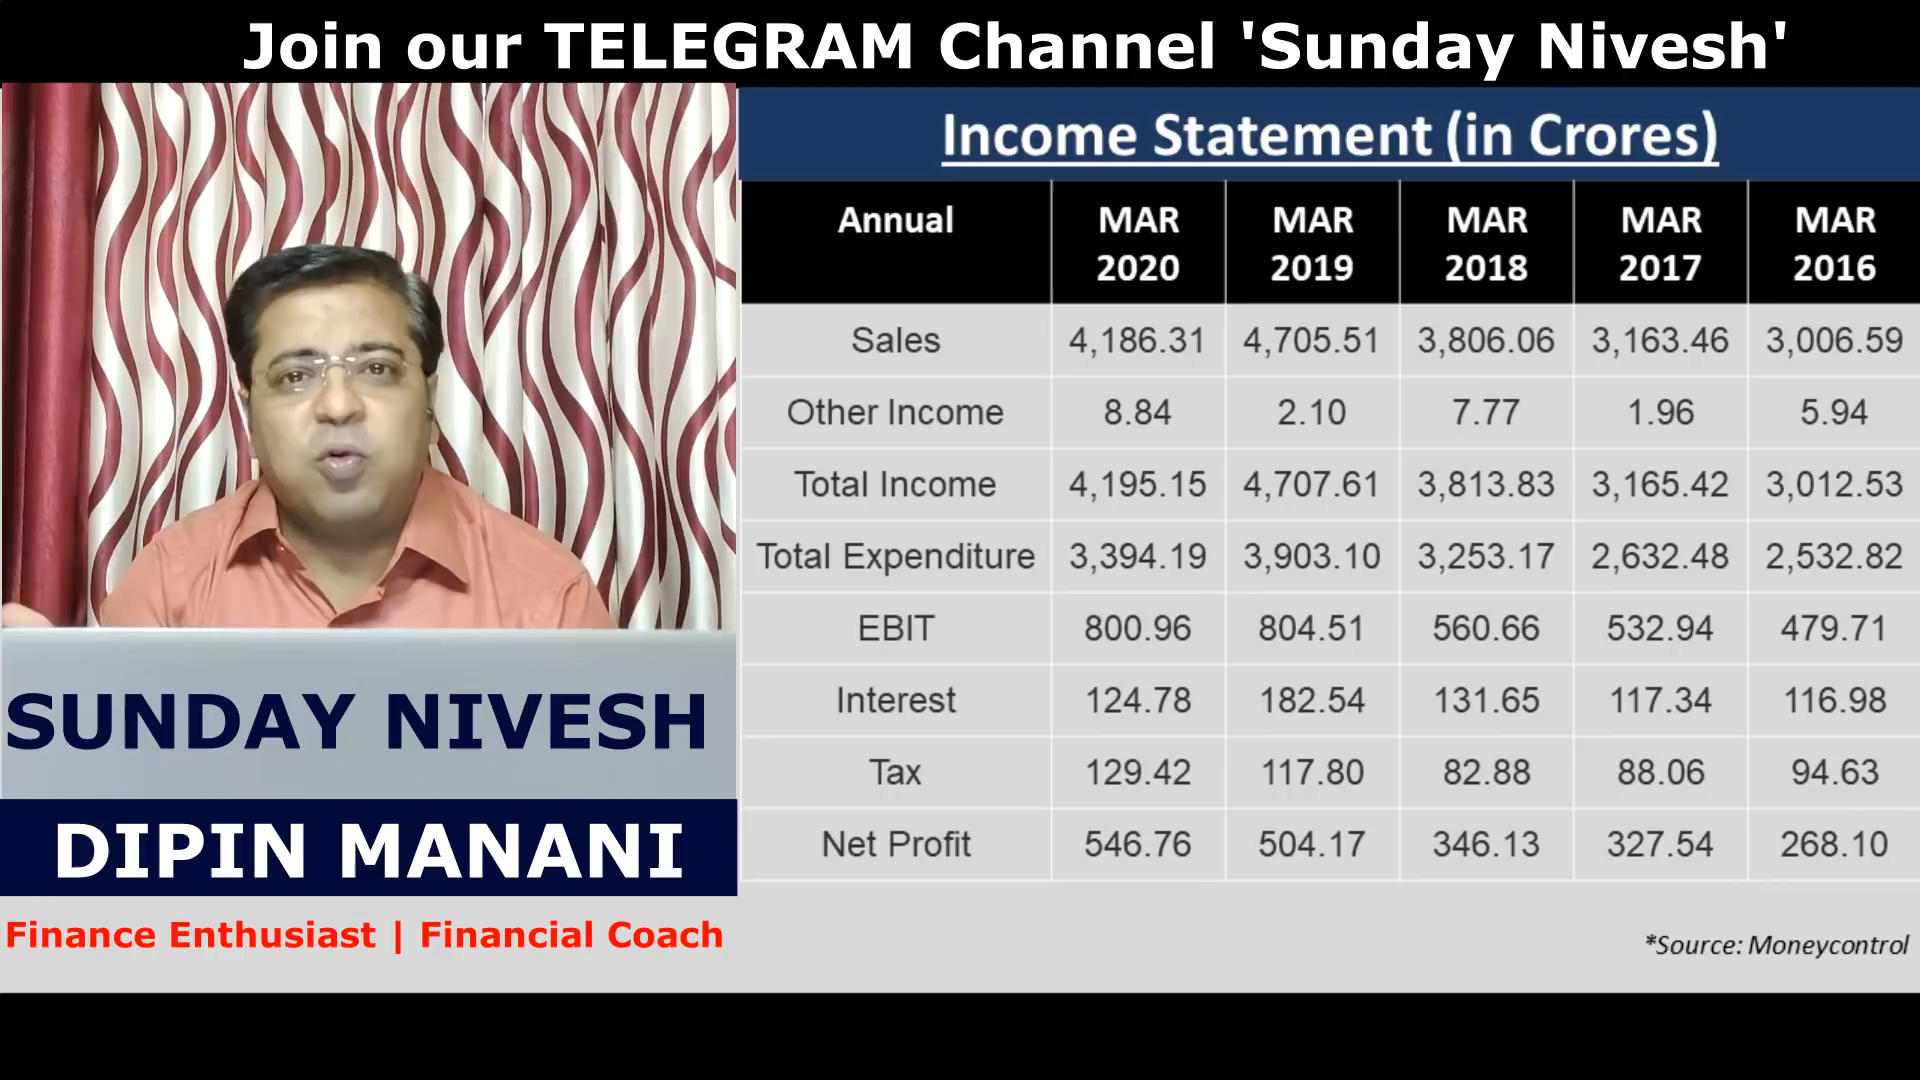 Join our TELEGRAM Channel 'Sunday Nivesh'
Income Statement (in Crores)
Annual MAR 2020 MAR 2019 MAR 2018 MAR 2017 MAR 2016
Sales 4,186.31 4,705.51 3,806.06 3,163.46 3,006.59
Other Income 8.84 2.10 7.77 1.96 5.94
Total Income 4,195.15 4,707.61 3,813.83 3,165.42 3,012.53
Total Expenditure 3,394.19 3,903.10 3,253.17 2,632.48 2,532.82
EBIT 800.96 804.51 560.66 532.94 479.71
Interest 124.78 182.54 131.65 117.34 116.98
Tax 129.42 117.80 82.88 88.06 94.63
Net Profit 546.76 504.17 346.13 327.54 268.10
*Source: Moneycontrol
SUNDAY NIVESH
DIPIN MANANI
Finance Enthusiast | Financial Coach